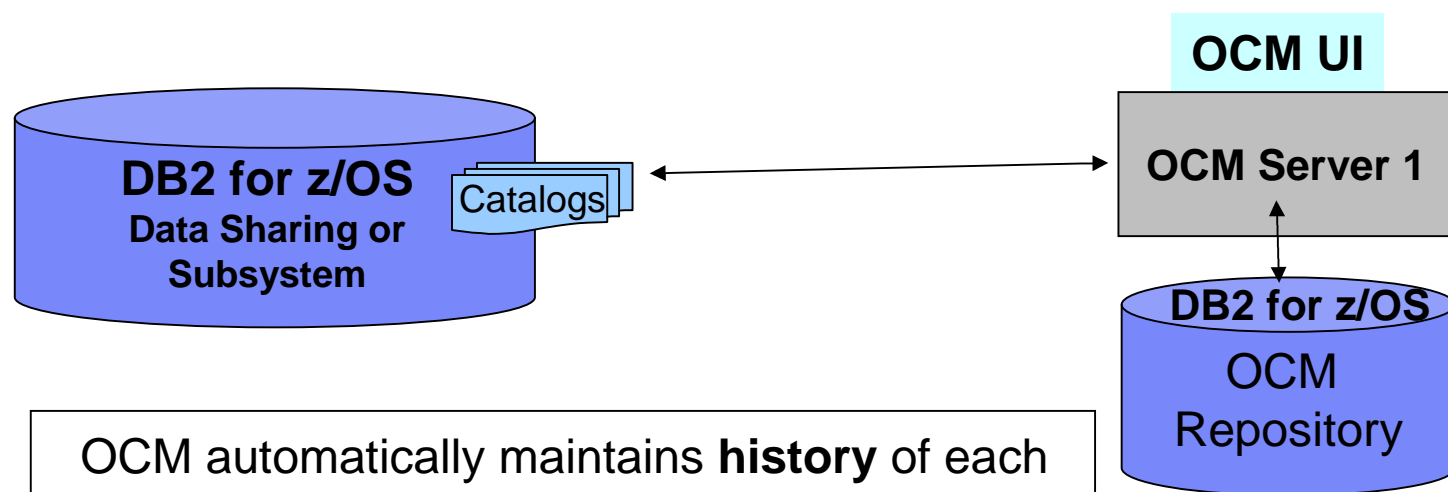 OCM UI
DB2 for z/OS
Data Sharing or
Subsystem
Catalogs
OCM Server 1
DB2 for z/OS
OCM
Repository
OCM automatically maintains history of each